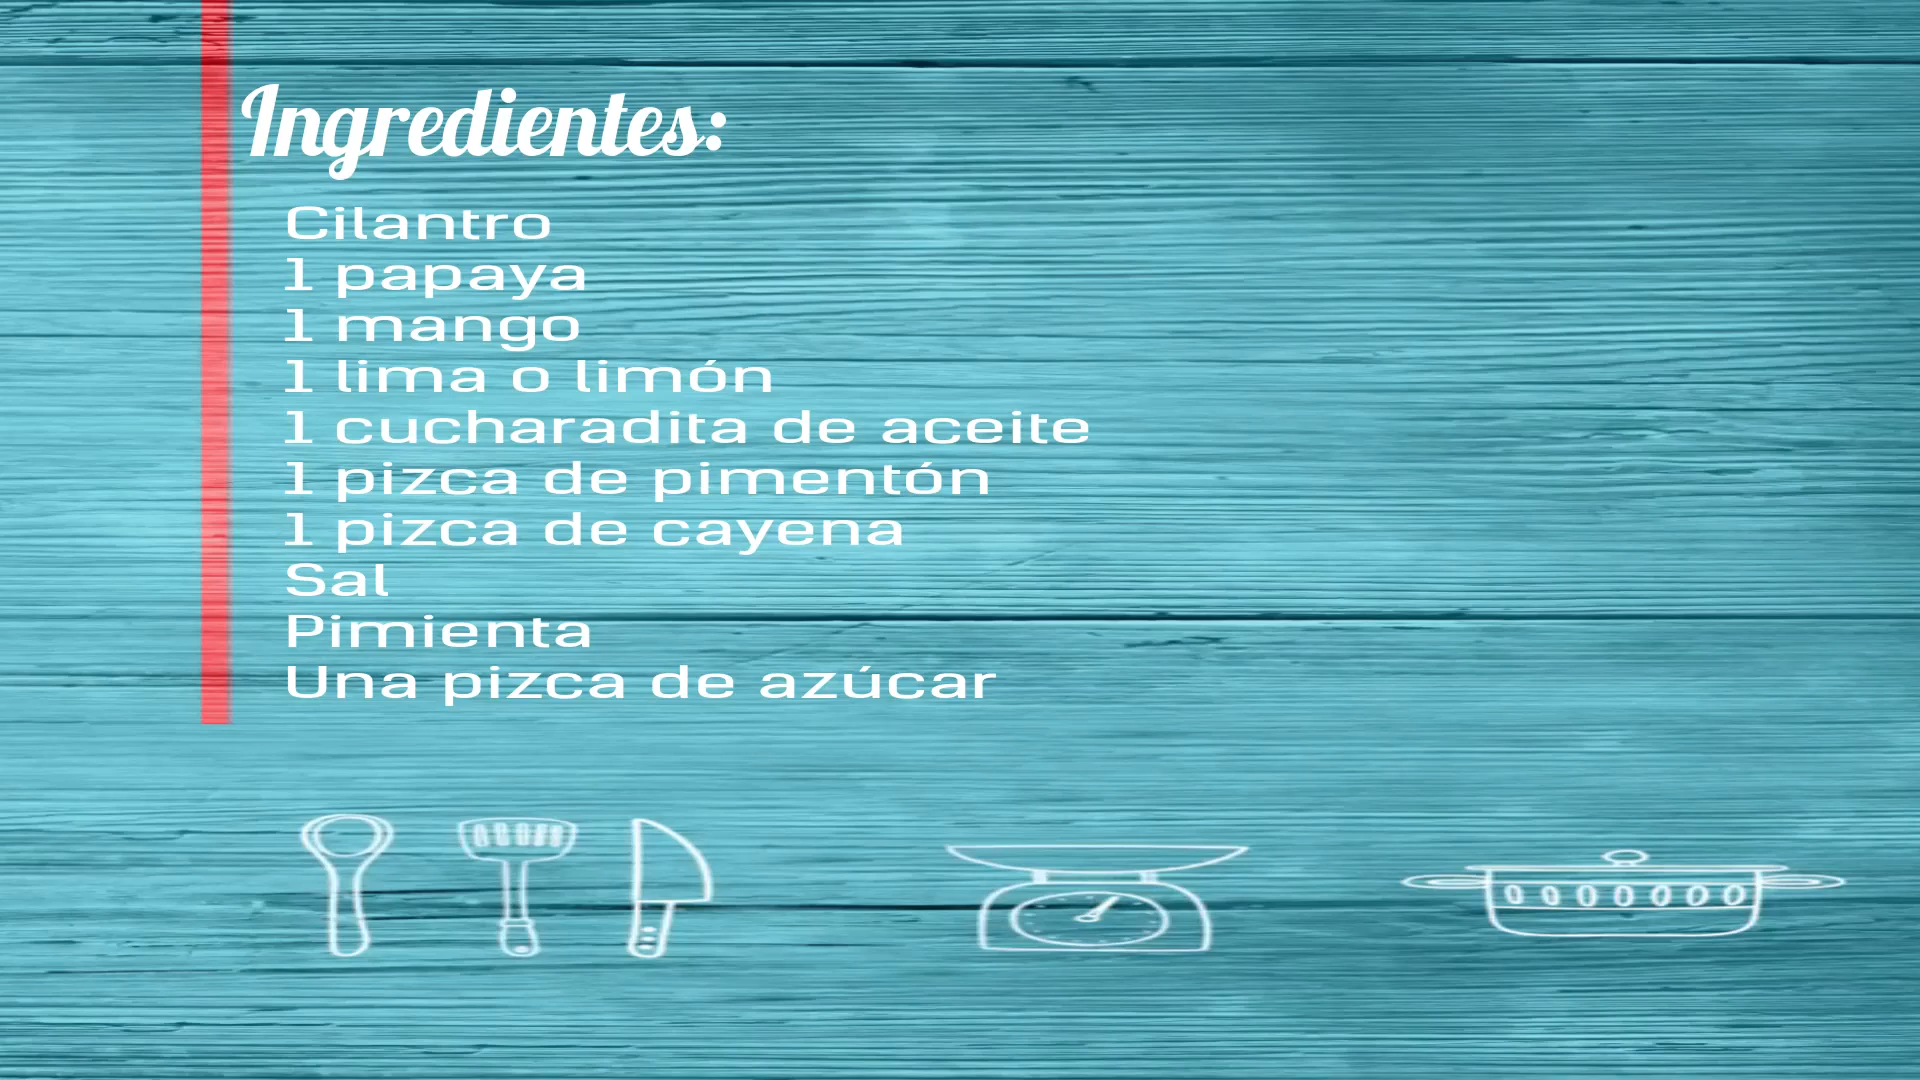 Ingredientes:
Cilantro
1 papaya
1 mango
1 lima o limón
1 cucharadita de aceite
1 pizca de pimentón
1 pizca de cayena
Sal
Pimienta
Una pizca de azúcar